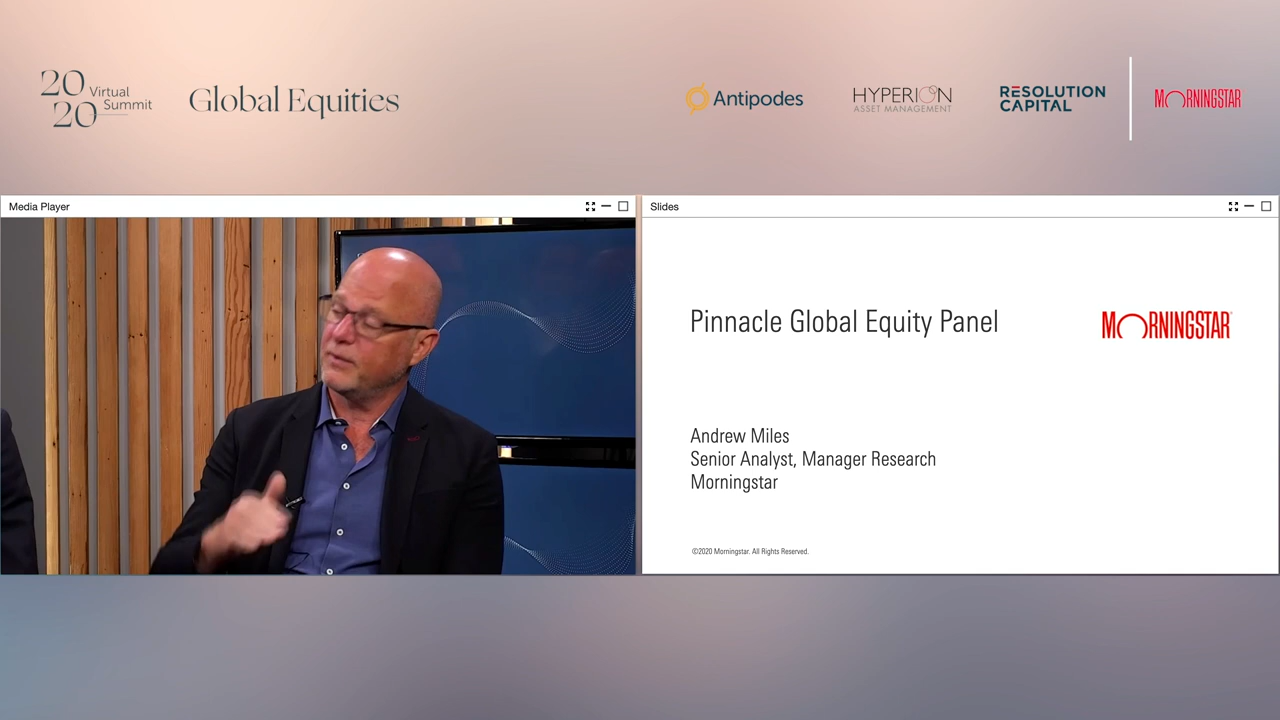 20
20
Virtual
Summit
Global Equities
Antipodes
HYPERION
ASSET MANAGEMENT
RESOLUTION
CAPITAL
MORNINGSTAR
Media Player
Slides
Pinnacle Global Equity Panel
MORNINGSTAR
Andrew Miles
Senior Analyst, Manager Research
Morningstar
©2020 Morningstar. All Rights Reserved.